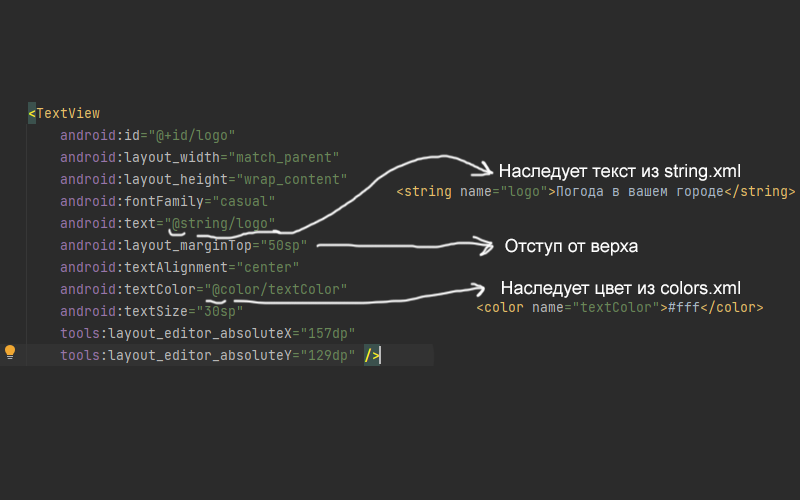 <TextView
android:id="@+id/logo"
android:layout_width="match_parent"
android:layout_height="wrap_content"
android:fontFamily="casual"
android:text="@string/logo"
android:layout_marginTop="50sp"
android:textAlignment="center"
android:textColor="@color/textColor"
android:textSize="30sp"
tools:layout_editor_absoluteX="157dp"
tools:layout_editor_absoluteY="129dp" />
Наследует текст из string.xml
<string name="logo">Погода в вашем городе</string>
Отступ от верха
Наследует цвет из colors.xml
<color name="textColor">#fff</color>